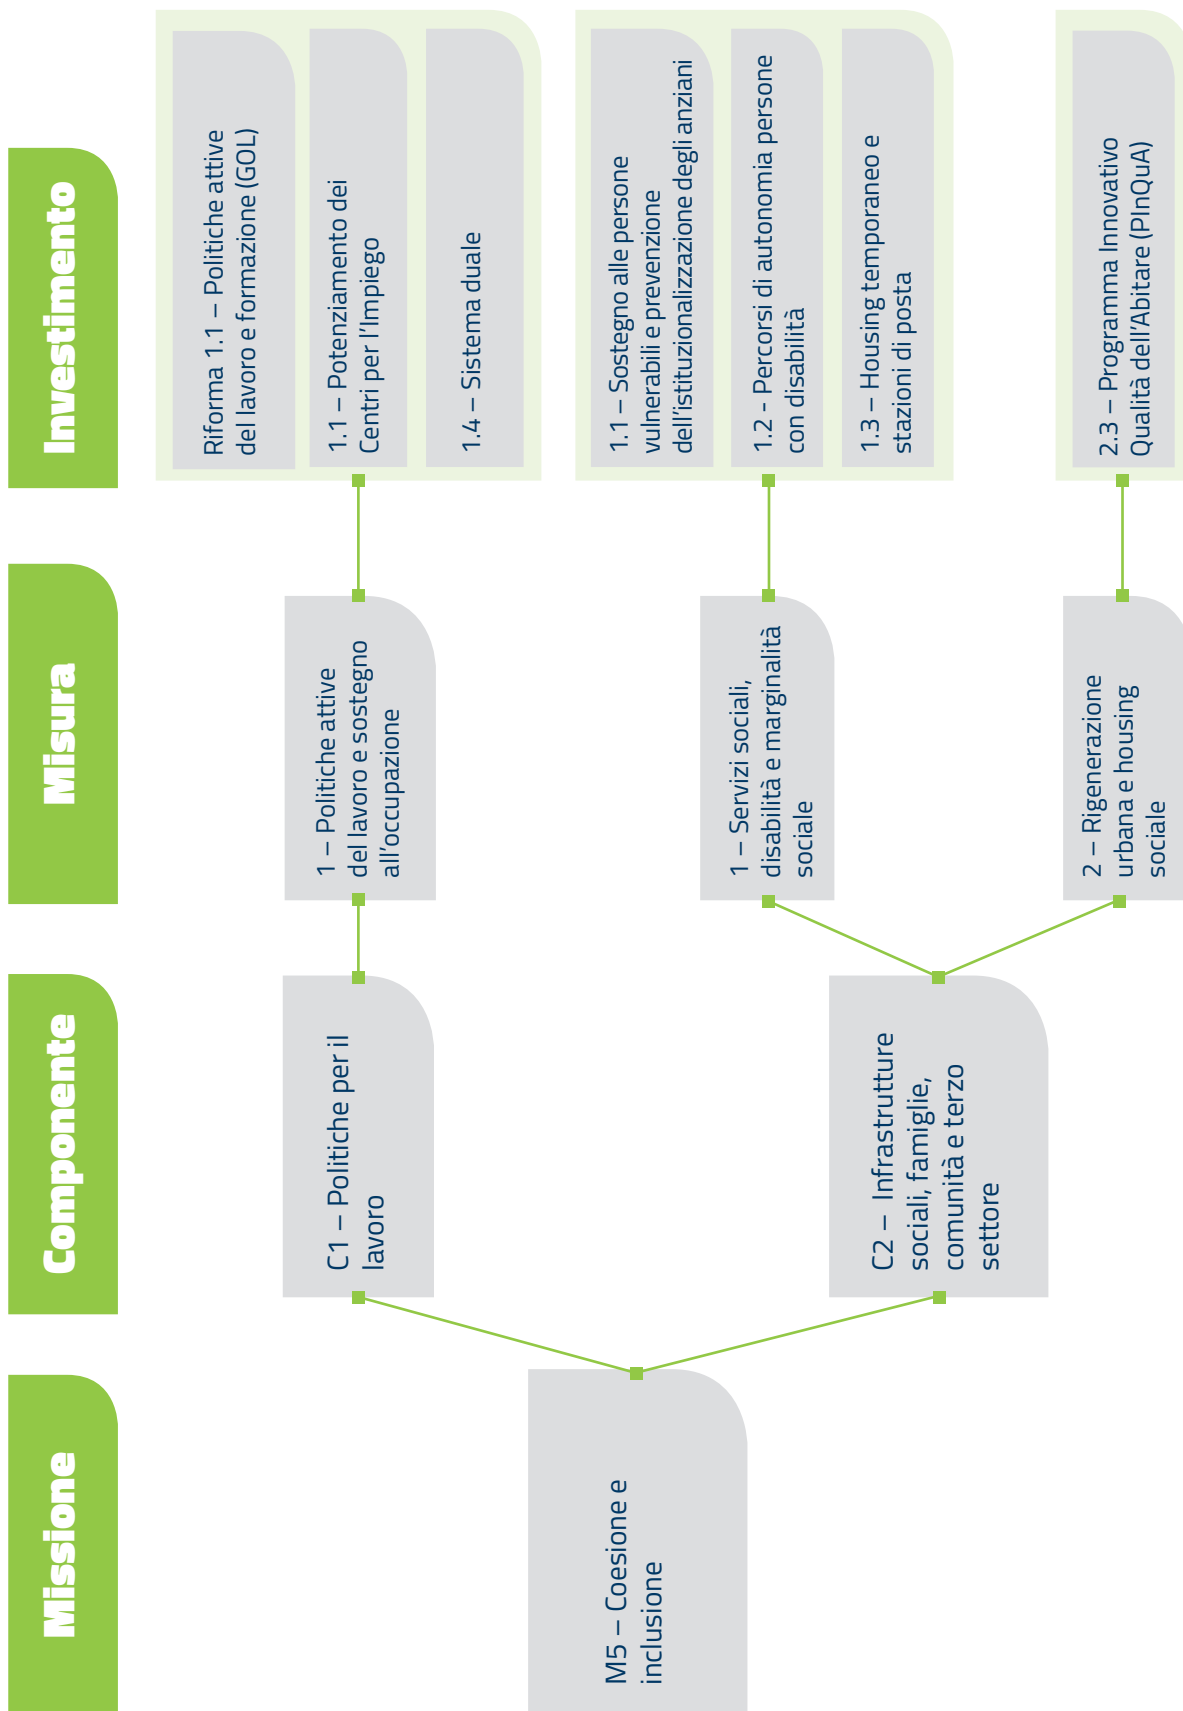 Missione
Componente
Misura
Investimento
M5 – Coesione e
inclusione
C1 – Politiche per il
lavoro
1 – Politiche attive
del lavoro e sostegno
all'occupazione
Riforma 1.1 – Politiche attive
del lavoro e formazione (GOL)
1.1 – Potenziamento dei
Centri per l'Impiego
1.4 – Sistema duale
C2 – Infrastrutture
sociali, famiglie,
comunità e terzo
settore
1 – Servizi sociali,
disabilità e marginalità
sociale
1.1 – Sostegno alle persone
vulnerabili e prevenzione
dell'istituzionalizzazione degli anziani
1.2 - Percorsi di autonomia persone
con disabilità
1.3 – Housing temporaneo e
stazioni di posta
2 – Rigenerazione
urbana e housing
sociale
2.3 – Programma Innovativo
Qualità dell'Abitare (PInQuA)